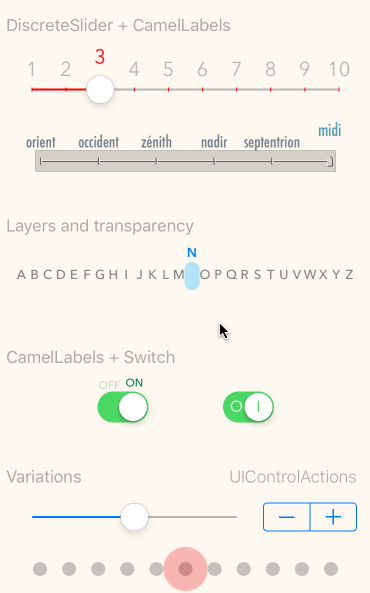 DiscreteSlider + CamelLabels
1 2 3 4 5 6 7 8 9 10
orient occident zénith nadir septentrion midi
Layers and transparency
A B C D E F G H I J K L M N O P Q R S T U V W X Y Z
CamelLabels + Switch
OFF ON
Variations UIControlActions